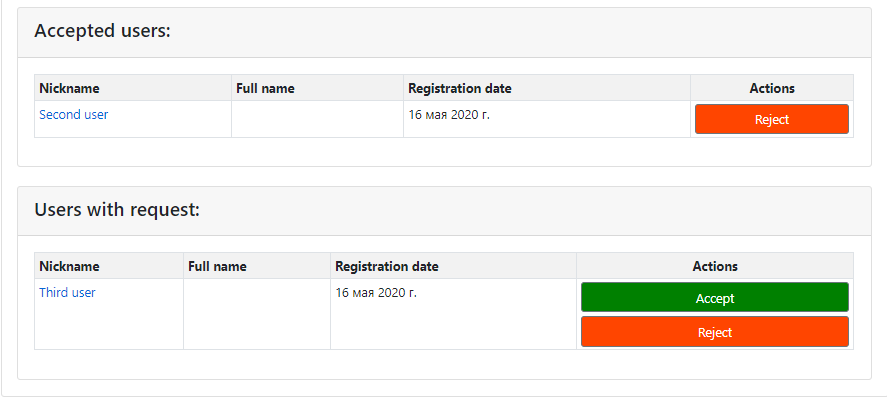 Accepted users:
Nickname Full name Registration date Actions
Second user 16 мая 2020 г. Reject
Users with request:
Nickname Full name Registration date Actions
Third user 16 мая 2020 г. Accept
Reject